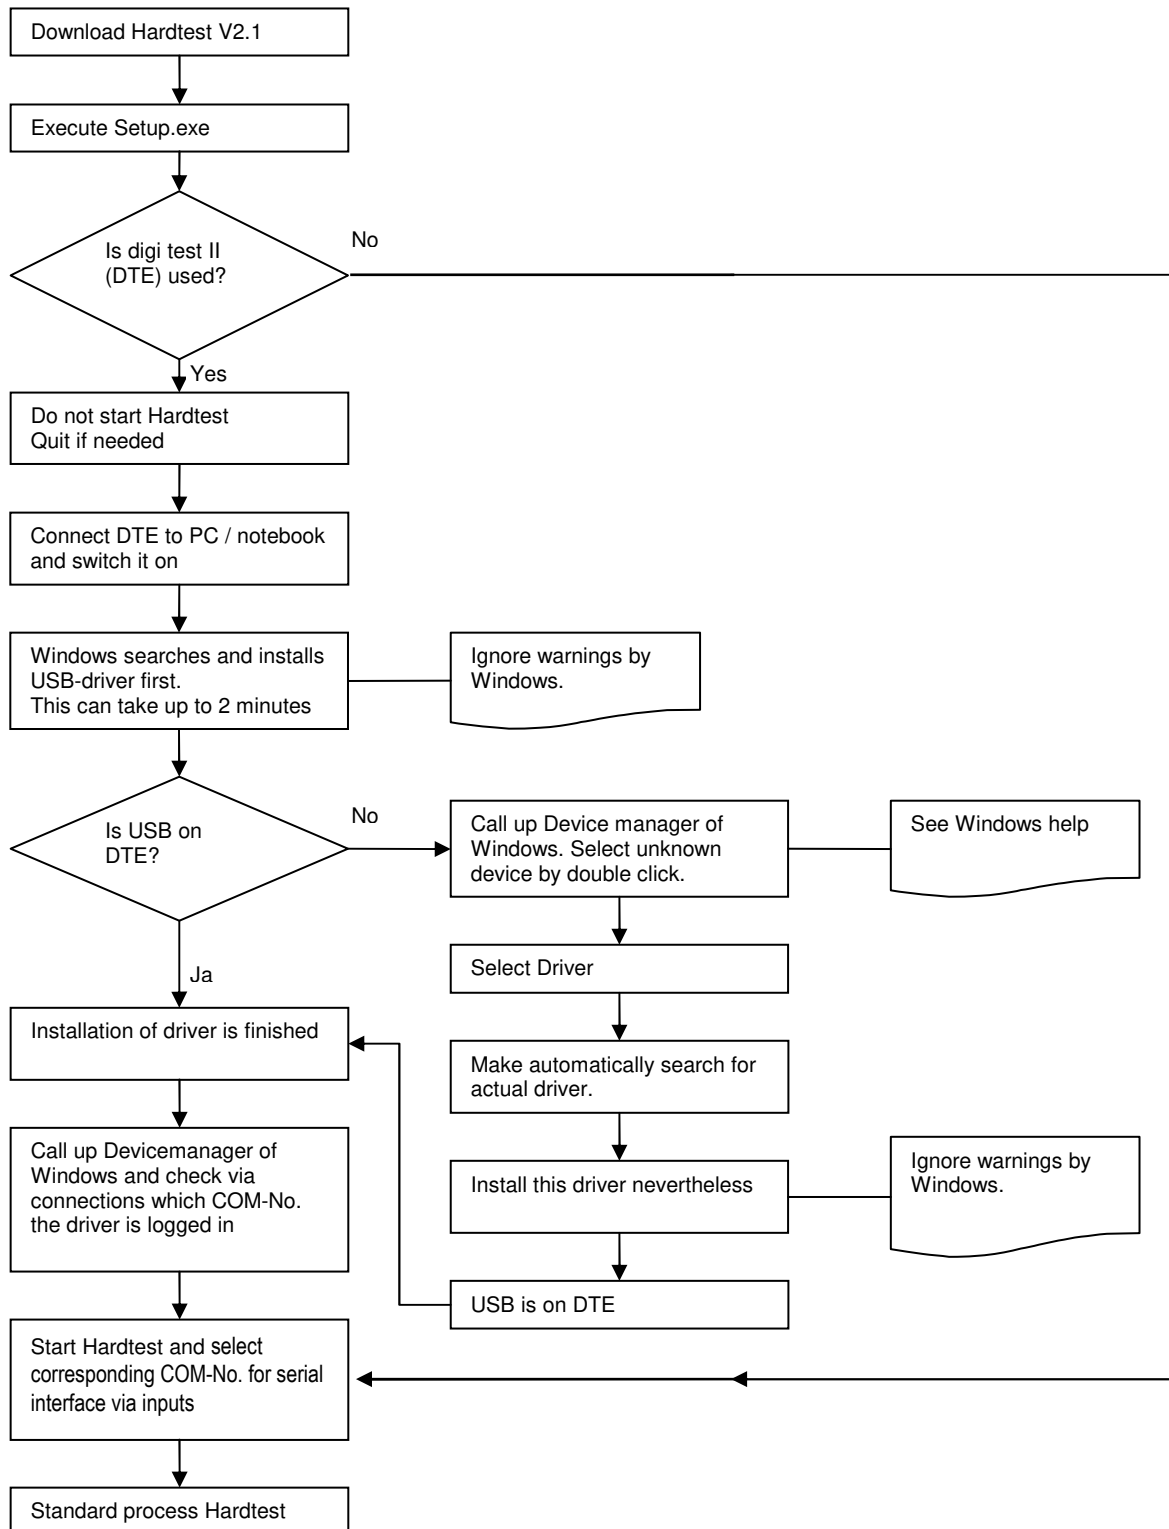 Download Hardtest V2.1
Execute Setup.exe
Is digi test II
(DTE) used?
No
Yes
Do not start Hardtest
Quit if needed
Connect DTE to PC / notebook
and switch it on
Windows searches and installs
USB-driver first.
This can take up to 2 minutes
Ignore warnings by
Windows.
Is USB on
DTE?
No
Call up Device manager of
Windows. Select unknown
device by double click.
See Windows help
Select Driver
Ja
Installation of driver is finished
Make automatically search for
actual driver.
Call up Devicemanager of
Windows and check via
connections which COM-No.
the driver is logged in
Install this driver nevertheless
Ignore warnings by
Windows.
USB is on DTE
Start Hardtest and select
corresponding COM-No. for serial
interface via inputs
Standard process Hardtest